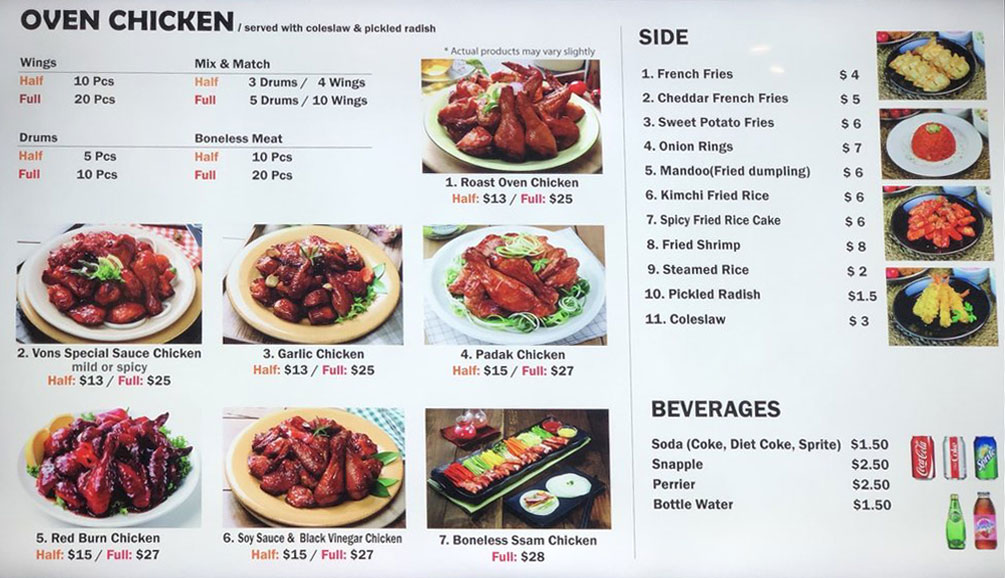 OVEN CHICKEN / served with coleslaw & pickled radish
* Actual products may vary slightly
Wings
Half 10 Pcs
Full 20 Pcs
Mix & Match
Half 3 Drums / 4 Wings
Full 5 Drums / 10 Wings
Drums
Half 5 Pcs
Full 10 Pcs
Boneless Meat
Half 10 Pcs
Full 20 Pcs
1. Roast Oven Chicken
Half: $13 / Full: $25
2. Vons Special Sauce Chicken
mild or spicy
Half: $13 / Full: $25
3. Garlic Chicken
Half: $13 / Full: $25
4. Padak Chicken
Half: $15 / Full: $27
5. Red Burn Chicken
Half: $15 / Full: $27
6. Soy Sauce & Black Vinegar Chicken
Half: $15 / Full: $27
7. Boneless Ssam Chicken
Full: $28
SIDE
1. French Fries $ 4
2. Cheddar French Fries $ 5
3. Sweet Potato Fries $ 6
4. Onion Rings $ 7
5. Mandoo(Fried dumpling) $ 6
6. Kimchi Fried Rice $ 6
7. Spicy Fried Rice Cake $ 6
8. Fried Shrimp $ 8
9. Steamed Rice $ 2
10. Pickled Radish $1.5
11. Coleslaw $ 3
BEVERAGES
Soda (Coke, Diet Coke, Sprite) $1.50
Snapple $2.50
Perrier $2.50
Bottle Water $1.50
Coca-Cola
Coke
Sprite